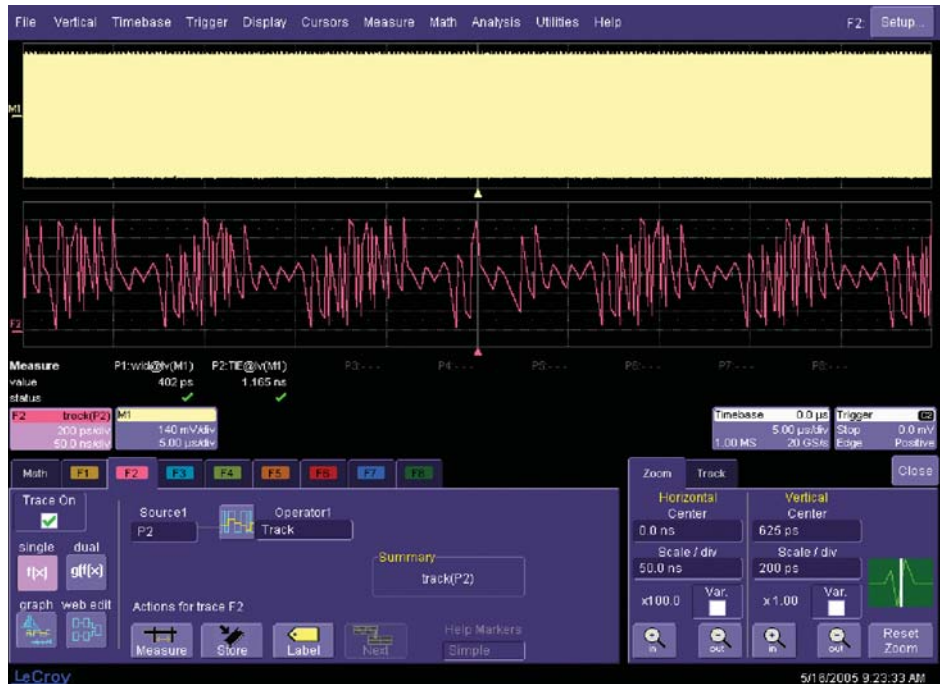 File Vertical Timebase Trigger Display Cursors Measure Math Analysis Utilities Help F2: Setup...
M1
F2
Measure P1:wid@lv(M1) P2:TIE@lv(M1) P3:- - - P4:- - - P5:- - - P6:- - - P7:- - - P8:- - -
value 402 ps 1.165 ns
status
F2 track(P2) M1 Timebase 0.0 µs Trigger
200 ps/div 140 mV/div 5.00 µs/div Stop 0.0 mV
50.0 ns/div 5.00 µs/div 1.00 MS 20 GS/s Edge Positive
Math F1 F2 F3 F4 F5 F6 F7 F8 Zoom Track Close
Trace On
Source1 Operator1
P2 Track
single dual
f(x) g(f(x)
Summary
track(P2)
graph web edit
Actions for trace F2
Measure Store Label Next
Help Markers
Simple
Horizontal Vertical
Center Center
0.0 ns 625 ps
Scale / div Scale / div
50.0 ns 200 ps
x100.0 Var. x1.00 Var.
in out in out Reset Zoom
LeCroy 5/16/2005 9:23:33 AM